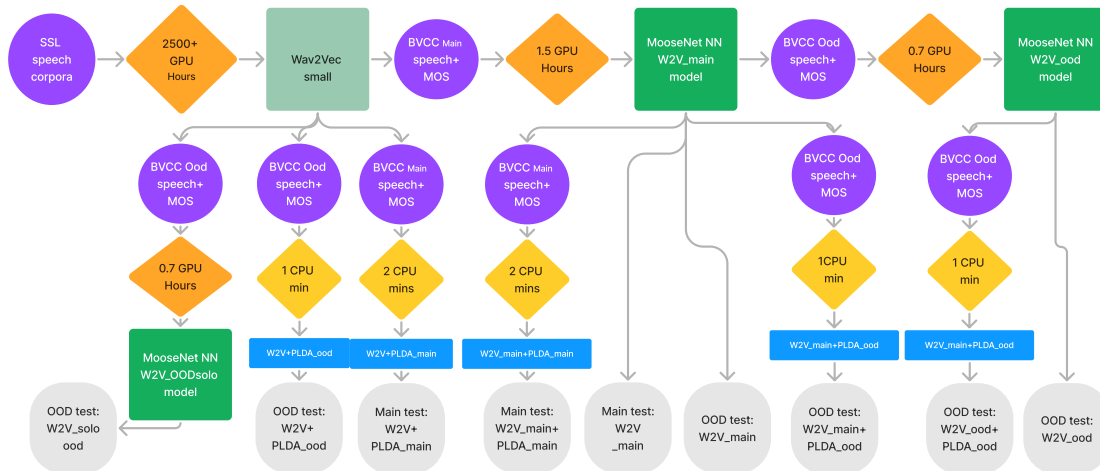 SSL
speech
corpora
2500+
GPU
Hours
Wav2Vec
small
BVCC Main
speech+
MOS
1.5 GPU
Hours
MooseNet NN
W2V_main
model
BVCC Ood
speech+
MOS
0.7 GPU
Hours
MooseNet NN
W2V_ood
model
BVCC Ood
speech+
MOS
BVCC Ood
speech+
MOS
BVCC Main
speech+
MOS
BVCC Main
speech+
MOS
BVCC Ood
speech+
MOS
BVCC Ood
speech+
MOS
0.7 GPU
Hours
1 CPU
min
2 CPU
mins
2 CPU
mins
1CPU
min
1 CPU
min
MooseNet NN
W2V_OODsolo
model
W2V+PLDA_ood
W2V+PLDA_main
W2V_main+PLDA_main
W2V_main+PLDA_ood
W2V_main+PLDA_ood
OOD test:
W2V_solo
ood
OOD test:
W2V+
PLDA_ood
Main test:
W2V+
PLDA_main
Main test:
W2V_main+
PLDA_main
Main test:
W2V
_main
OOD test:
W2V_main
OOD test:
W2V_main+
PLDA_ood
OOD test:
W2V_ood+
PLDA_ood
OOD test:
W2V_ood